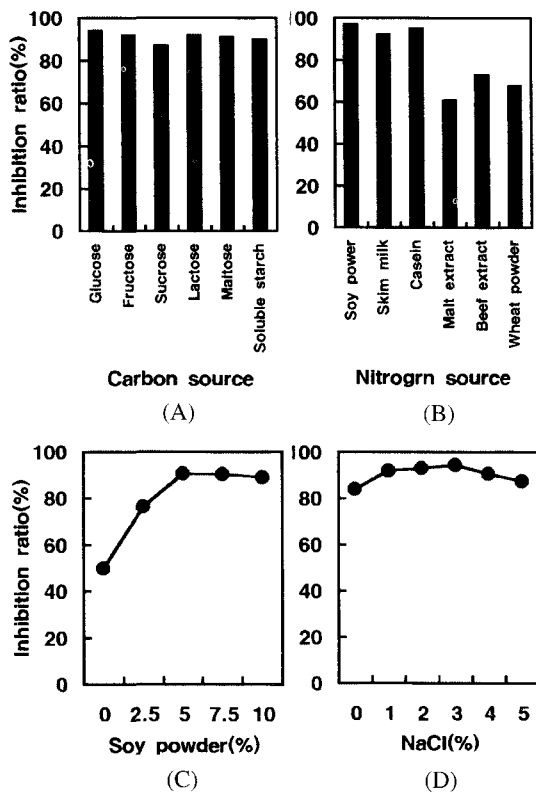 Inhibition ratio(%)
100
80
60
40
20
0
Glucose
Fructose
Sucrose
Lactose
Maltose
Soluble starch
Carbon source
(A)
100
80
60
40
20
0
Soy power
Skim milk
Casein
Malt extract
Beef extract
Wheat powder
Nitrogrn source
(B)
Inhibition ratio(%)
100
80
60
40
20
0
0 2.5 5 7.5 10
Soy powder(%)
(C)
100
80
60
40
20
0
0 1 2 3 4 5
NaCl(%)
(D)